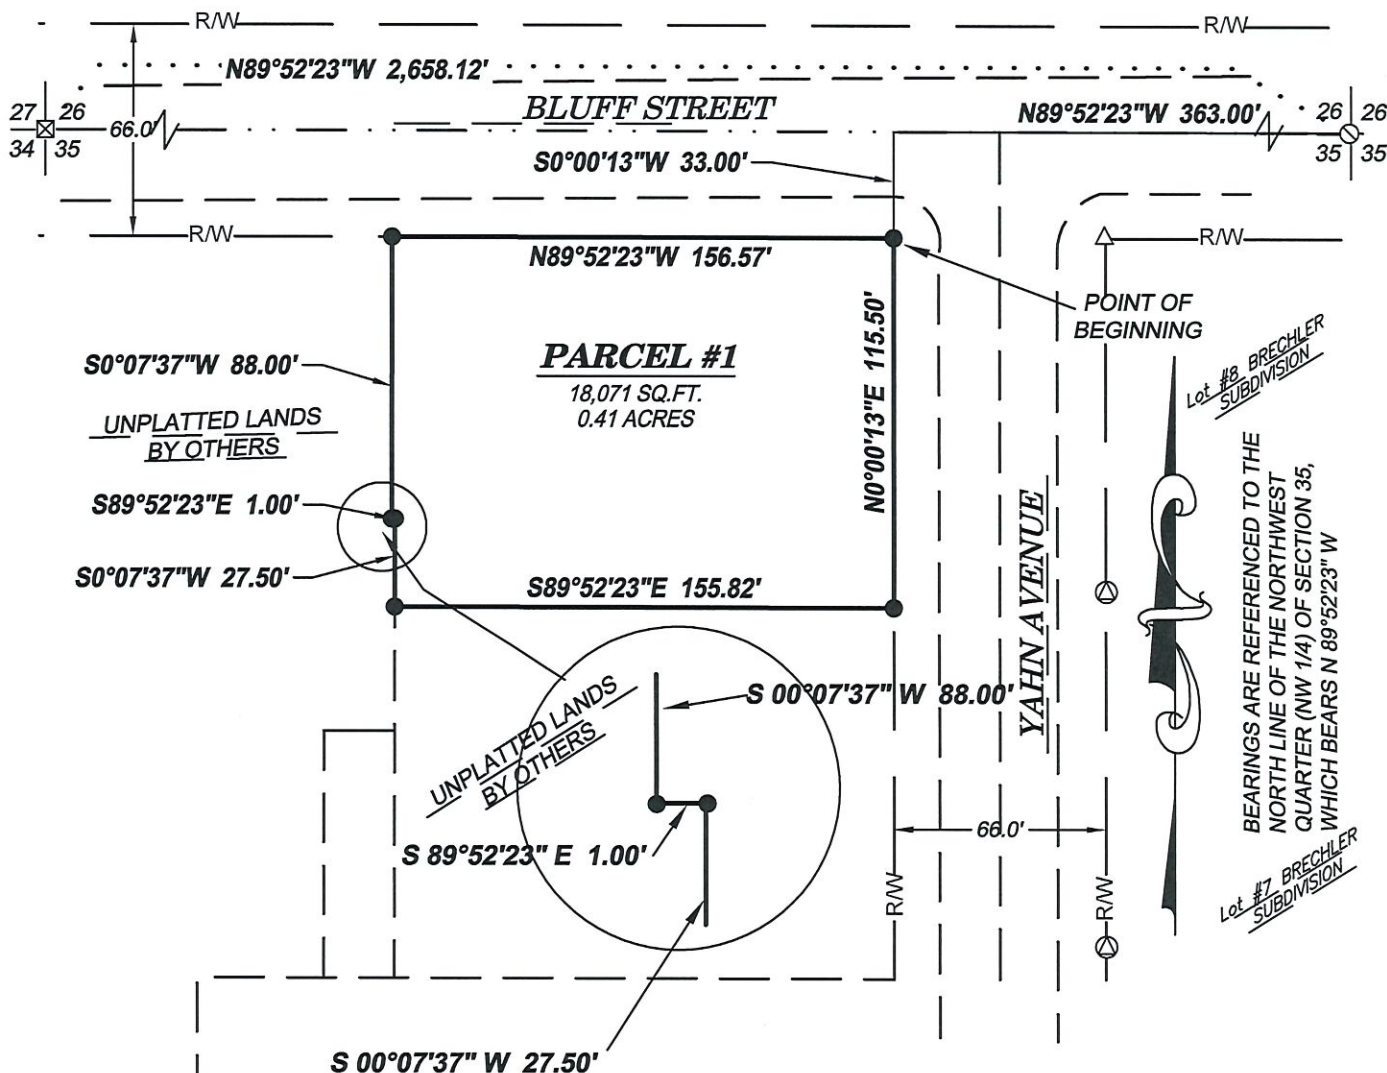 R/W
R/W
N89°52'23"W 2,658.12'
BLUFF STREET
N89°52'23"W 363.00'
27 26
34 35
66.0'
26 26
35 35
S0°00'13"W 33.00'
R/W
R/W
N89°52'23"W 156.57'
POINT OF
BEGINNING
PARCEL #1
18,071 SQ.FT.
0.41 ACRES
N0°00'13"E 115.50'
S0°07'37"W 88.00'
UNPLATTED LANDS
BY OTHERS
S89°52'23"E 1.00'
S0°07'37"W 27.50'
S89°52'23"E 155.82'
Lot #8 BRECHLER
SUBDIVISION
YAHN AVENUE
BEARINGS ARE REFERENCED TO THE
NORTH LINE OF THE NORTHWEST
QUARTER (NW 1/4) OF SECTION 35,
WHICH BEARS N 89°52'23" W
UNPLATTED LANDS
BY OTHERS
S 00°07'37" W 88.00'
S 89°52'23" E 1.00'
66.0'
R/W
R/W
Lot #7 BRECHLER
SUBDIVISION
S 00°07'37" W 27.50'